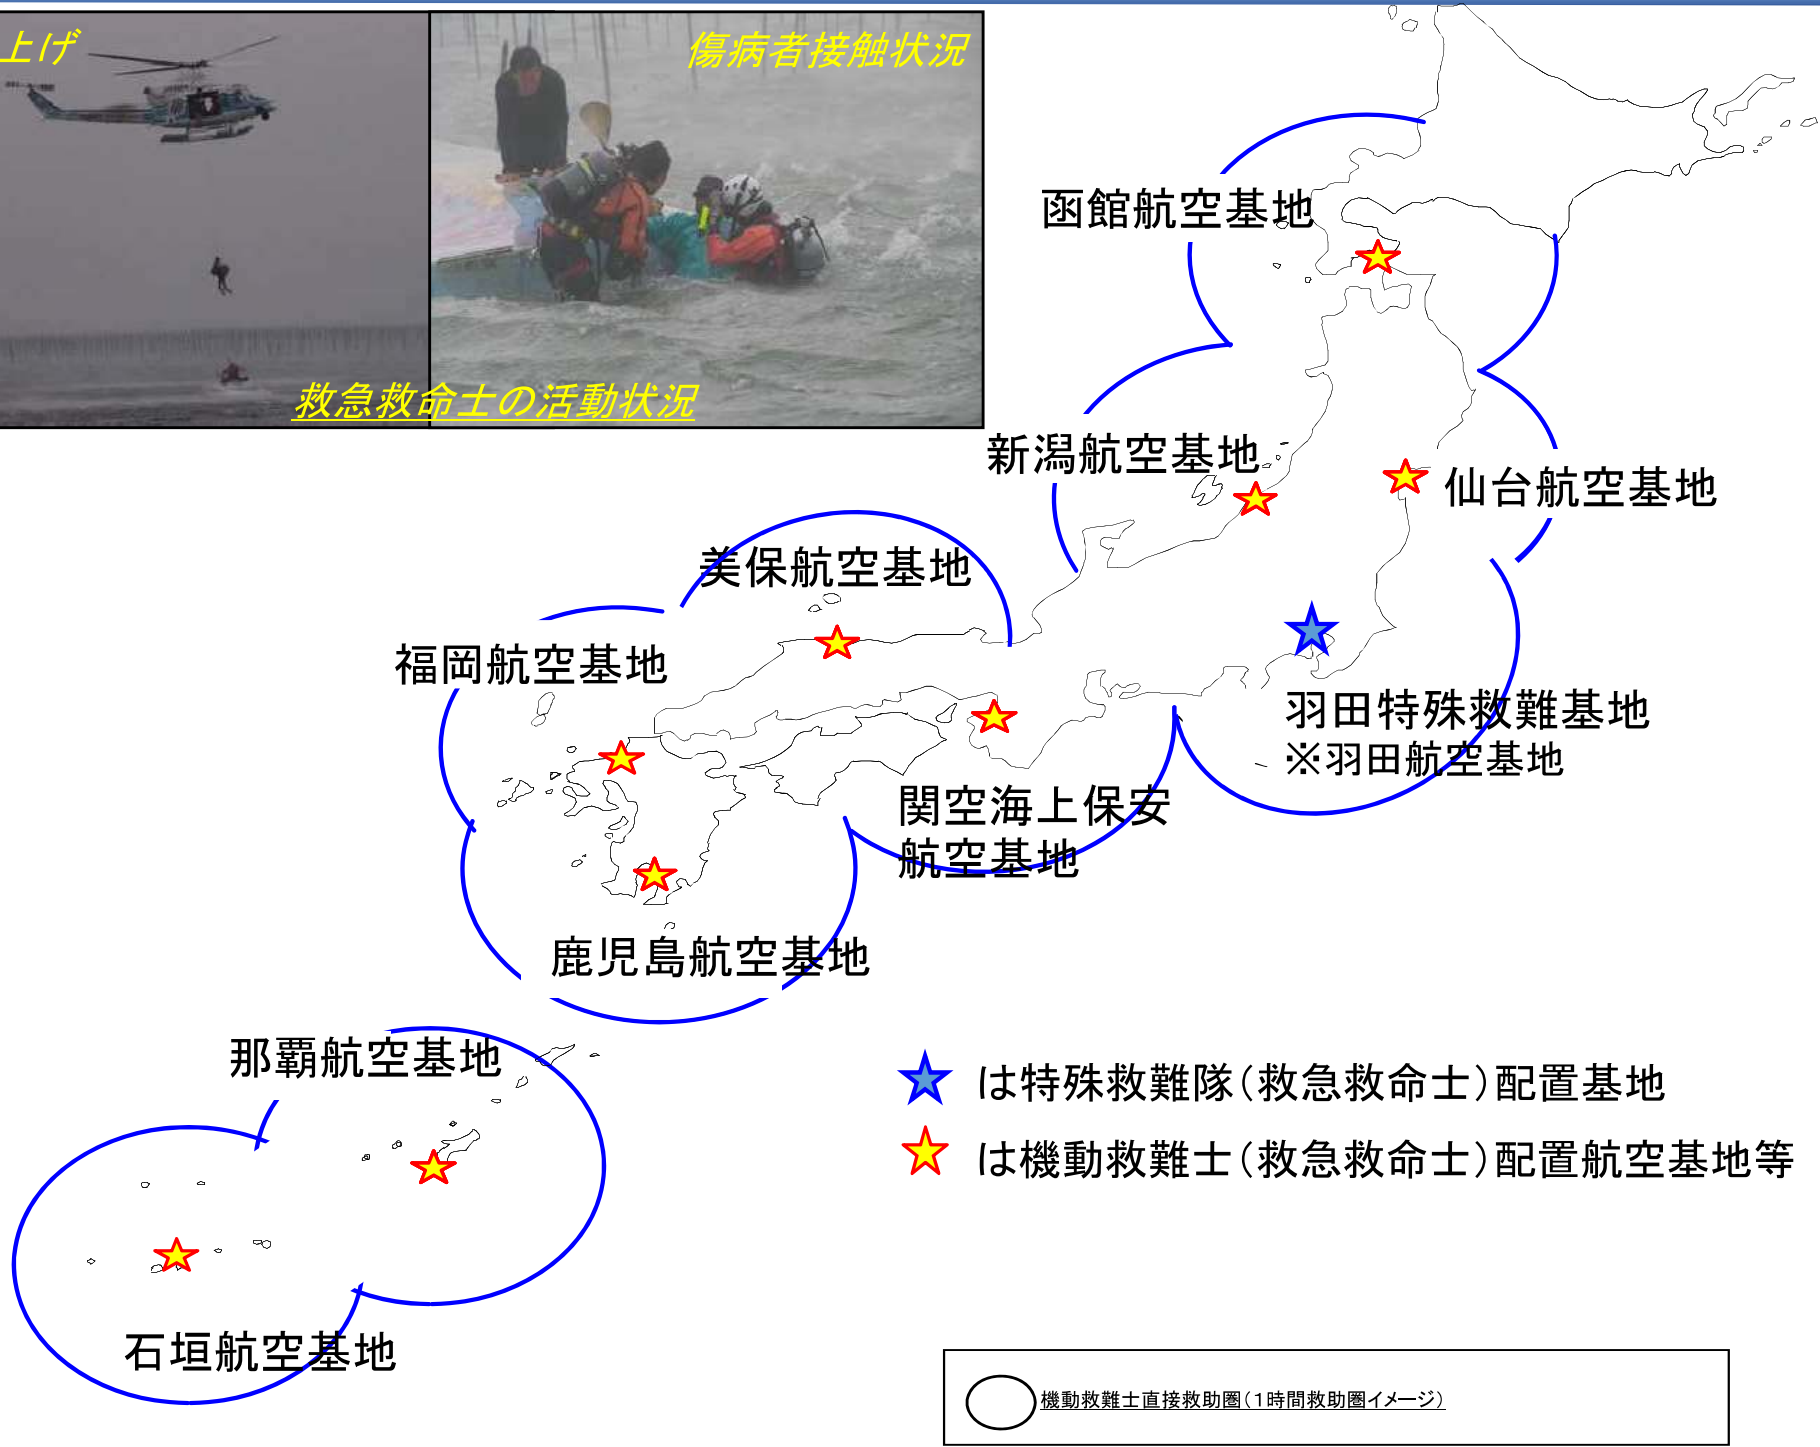 上げ
傷病者接触状況
救急救命士の活動状況
函館航空基地
新潟航空基地
仙台航空基地
美保航空基地
福岡航空基地
羽田特殊救難基地
※羽田航空基地
関空海上保安
航空基地
鹿児島航空基地
那覇航空基地
石垣航空基地
は特殊救難隊（救急救命士）配置基地
は機動救難士（救急救命士）配置航空基地等
機動救難士直接救助圏（１時間救助圏イメージ）